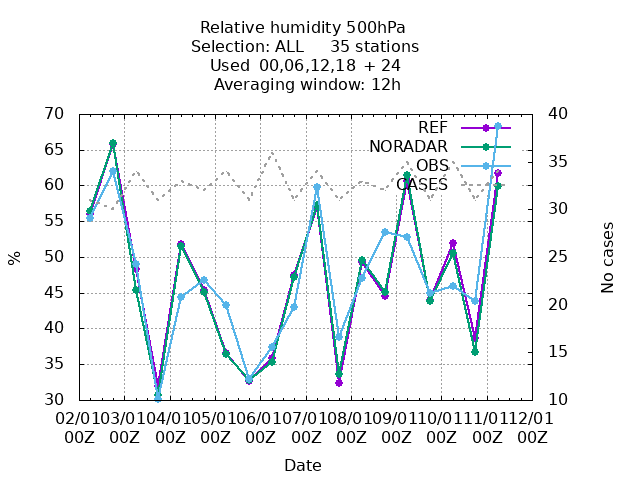 Relative humidity 500hPa
Selection: ALL 35 stations
Used 00,06,12,18 + 24
Averaging window: 12h
70 40
REF
NORADAR
65 35
OBS
60 CASES
30
55
50 25
%
No cases
45 20
40
35 15
30 10
02/01 03/01 04/01 05/01 06/01 07/01 08/01 09/01 10/01 11/01 12/01
00Z 00Z 00Z 00Z 00Z 00Z 00Z 00Z 00Z 00Z 00Z
Date